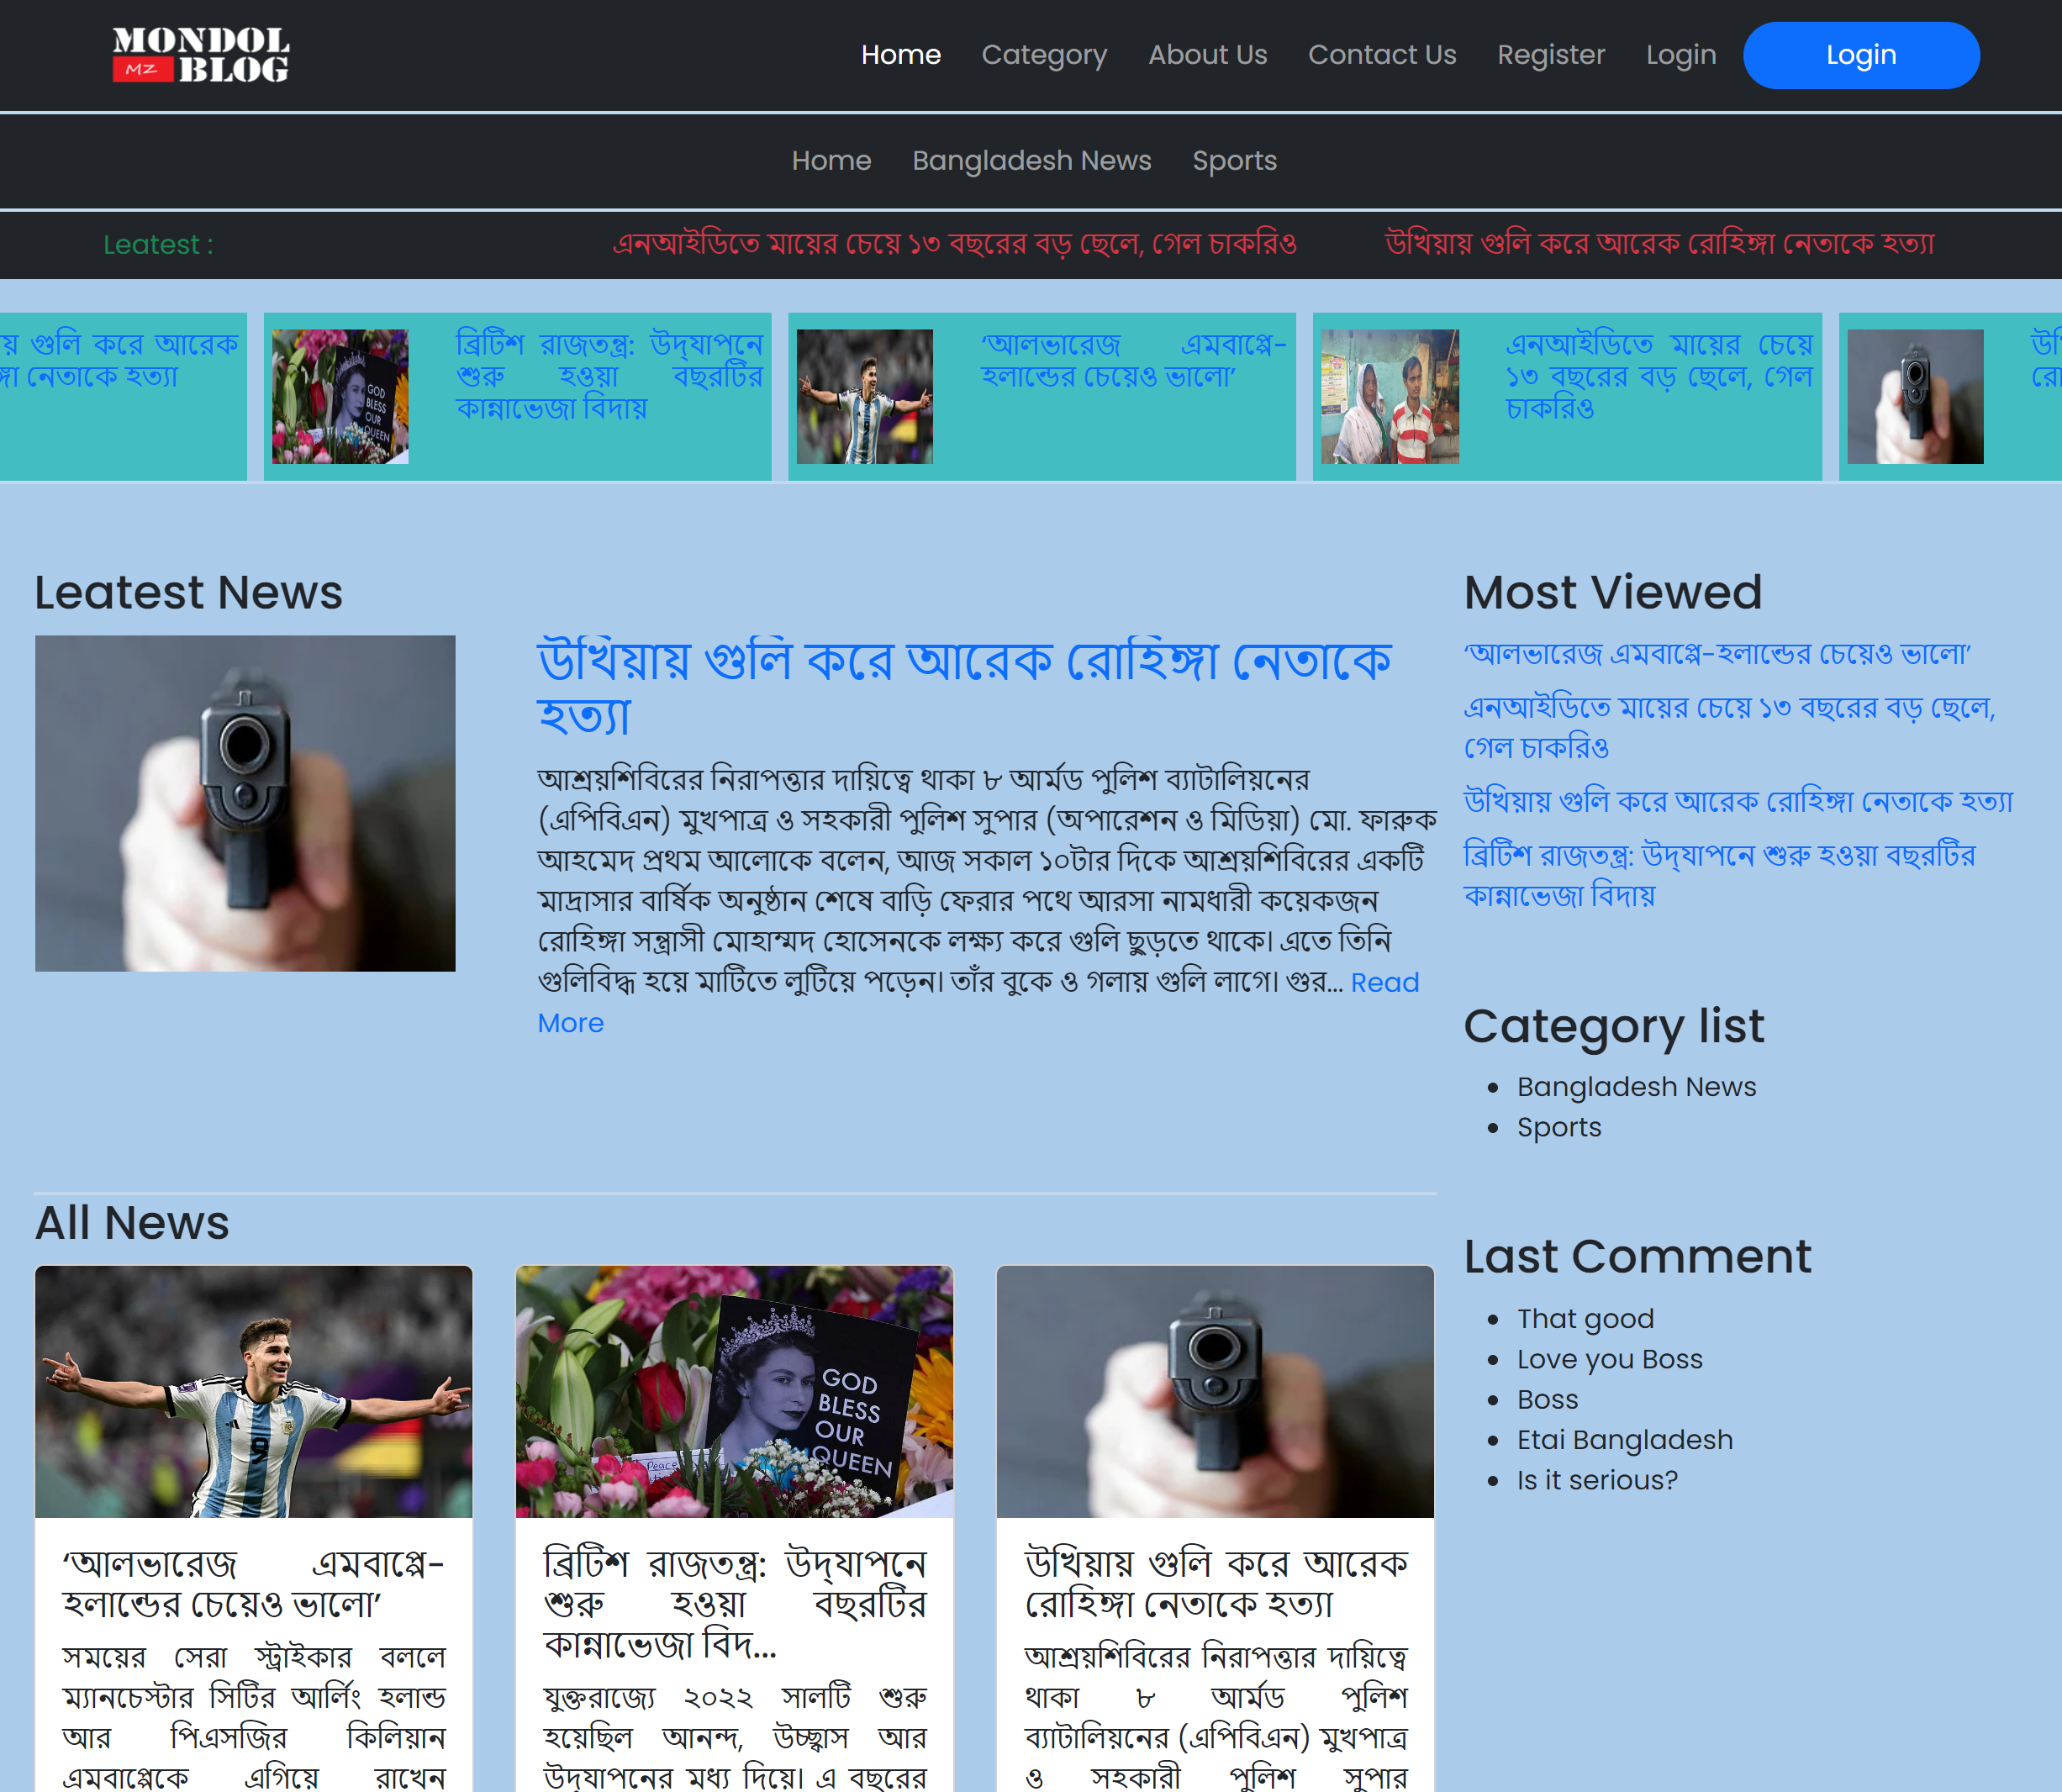 MONDOL
MZ BLOG
Home Category About Us Contact Us Register Login Login
Home Bangladesh News Sports
Leatest : এনআইডিতে মায়ের চেয়ে ১৩ বছরের বড় ছেলে, গেল চাকরিও উখিয়ায় গুলি করে আরেক রোহিঙ্গা নেতাকে হত্যা
য় গুলি করে আরেক
ঙ্গা নেতাকে হত্যা
GOD
BLESS
OUR
QUEEN
ব্রিটিশ রাজতন্ত্র: উদ্‌যাপনে
শুরু হওয়া বছরটির
কান্নাভেজা বিদায়
‘আলভারেজ এমবাপ্পে-
হলান্ডের চেয়েও ভালো’
এনআইডিতে মায়ের চেয়ে
১৩ বছরের বড় ছেলে, গেল
চাকরিও
উ
রো
Leatest News
উখিয়ায় গুলি করে আরেক রোহিঙ্গা নেতাকে
হত্যা
আশ্রয়শিবিরের নিরাপত্তার দায়িত্বে থাকা ৮ আর্মড পুলিশ ব্যাটালিয়নের
(এপিবিএন) মুখপাত্র ও সহকারী পুলিশ সুপার (অপারেশন ও মিডিয়া) মো. ফারুক
আহমেদ প্রথম আলোকে বলেন, আজ সকাল ১০টার দিকে আশ্রয়শিবিরের একটি
মাদ্রাসার বার্ষিক অনুষ্ঠান শেষে বাড়ি ফেরার পথে আরসা নামধারী কয়েকজন
রোহিঙ্গা সন্ত্রাসী মোহাম্মদ হোসেনকে লক্ষ্য করে গুলি ছুড়তে থাকে। এতে তিনি
গুলিবিদ্ধ হয়ে মাটিতে লুটিয়ে পড়েন। তাঁর বুকে ও গলায় গুলি লাগে। গুর... Read
More
Most Viewed
‘আলভারেজ এমবাপ্পে-হলান্ডের চেয়েও ভালো’
এনআইডিতে মায়ের চেয়ে ১৩ বছরের বড় ছেলে,
গেল চাকরিও
উখিয়ায় গুলি করে আরেক রোহিঙ্গা নেতাকে হত্যা
ব্রিটিশ রাজতন্ত্র: উদ্‌যাপনে শুরু হওয়া বছরটির
কান্নাভেজা বিদায়
Category list
Bangladesh News
Sports
Last Comment
That good
Love you Boss
Boss
Etai Bangladesh
Is it serious?
All News
9
‘আলভারেজ এমবাপ্পে-
হলান্ডের চেয়েও ভালো’
সময়ের সেরা স্ট্রাইকার বললে
ম্যানচেস্টার সিটির আর্লিং হলান্ড
আর পিএসজির কিলিয়ান
এমবাপ্পেকে এগিয়ে রাখেন
GOD
BLESS
OUR
QUEEN
Peace
ব্রিটিশ রাজতন্ত্র: উদ্‌যাপনে
শুরু হওয়া বছরটির
কান্নাভেজা বিদ...
যুক্তরাজ্যে ২০২২ সালটি শুরু
হয়েছিল আনন্দ, উচ্ছ্বাস আর
উদ্‌যাপনের মধ্য দিয়ে। এ বছরের
উখিয়ায় গুলি করে আরেক
রোহিঙ্গা নেতাকে হত্যা
আশ্রয়শিবিরের নিরাপত্তার দায়িত্বে
থাকা ৮ আর্মড পুলিশ
ব্যাটালিয়নের (এপিবিএন) মুখপাত্র
ও সহকারী পুলিশ সুপার